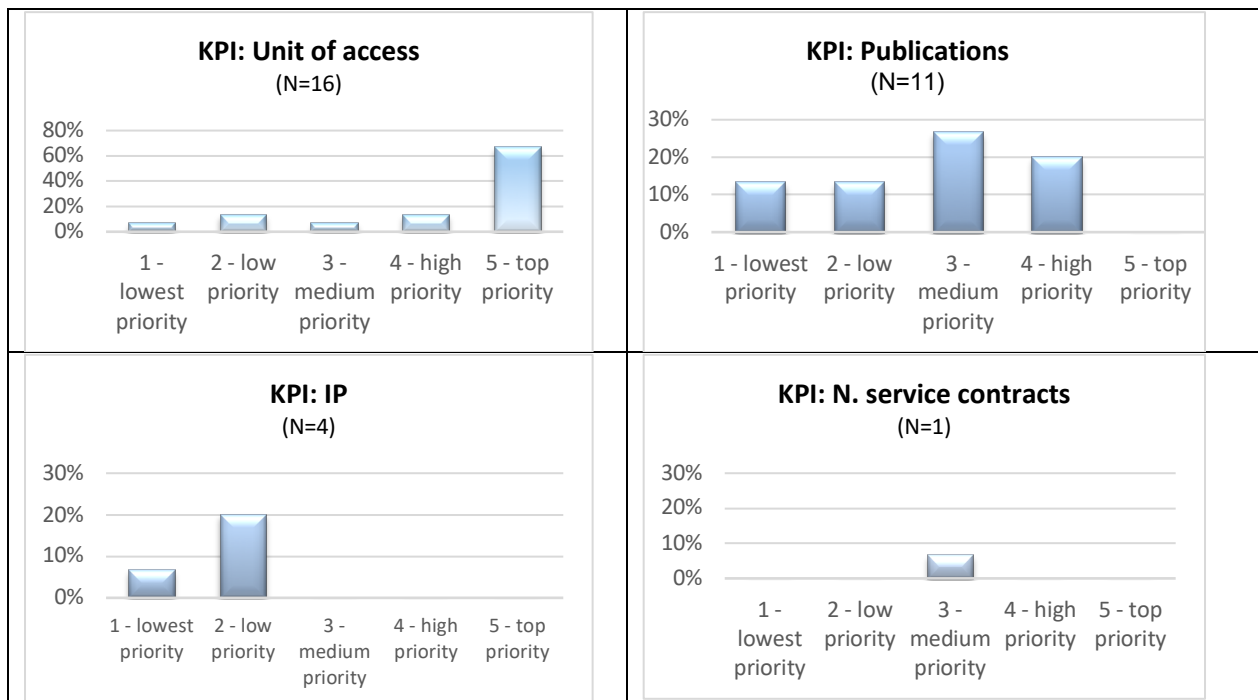 KPI: Unit of access
(N=16)
80%
60%
40%
20%
0%
1 -
lowest
priority
2 - low
priority
3 -
medium
priority
4 - high
priority
5 - top
priority
KPI: Publications
(N=11)
30%
20%
10%
0%
1 - lowest
priority
2 - low
priority
3 -
medium
priority
4 - high
priority
5 - top
priority
KPI: IP
(N=4)
30%
20%
10%
0%
1 - lowest
priority
2 - low
priority
3 -
medium
priority
4 - high
priority
5 - top
priority
KPI: N. service contracts
(N=1)
30%
20%
10%
0%
1 -
lowest
priority
2 - low
priority
3 -
medium
priority
4 - high
priority
5 - top
priority